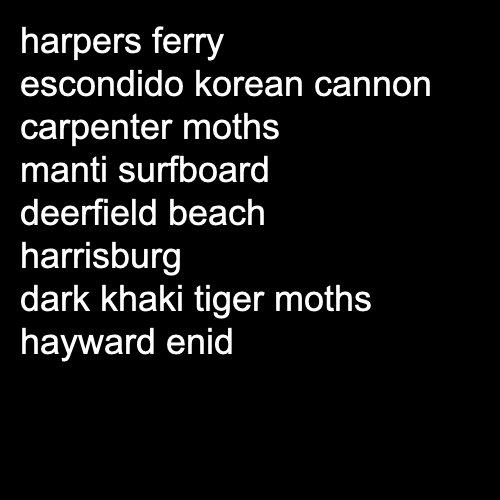 harpers ferry
escondido korean cannon
carpenter moths
manti surfboard
deerfield beach
harrisburg
dark khaki tiger moths
hayward enid